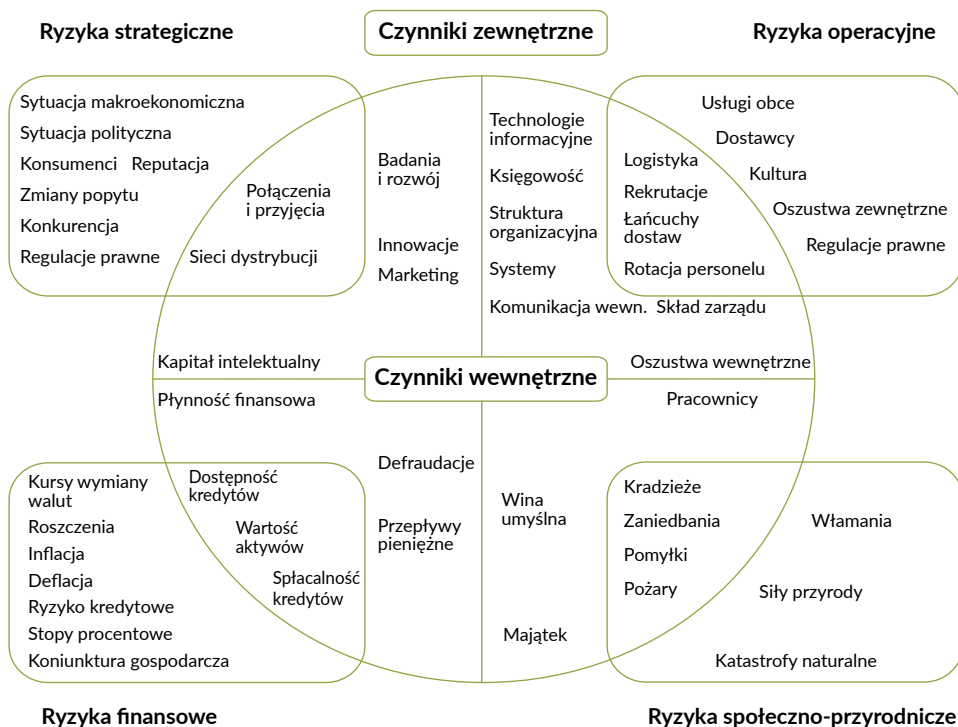 Ryzyka strategiczne
Czynniki zewnętrzne
Ryzyka operacyjne
Sytuacja makroekonomiczna
Sytuacja polityczna
Konsumenci Reputacja
Zmiany popytu
Konkurencja
Regulacje prawne
Połączenia
i przyjęcia
Sieci dystrybucji
Badania
i rozwój
Innowacje
Marketing
Kapitał intelektualny
Technologie
informacyjne
Księgowość
Struktura
organizacyjna
Systemy
Komunikacja wewn. Skład zarządu
Logistyka
Rekrutacje
Łańcuchy
dostaw
Rotacja personelu
Usługi obce
Dostawcy
Kultura
Oszustwa zewnętrzne
Regulacje prawne
Oszustwa wewnętrzne
Czynniki wewnętrzne
Płynność finansowa
Kursy wymiany
walut
Roszczenia
Inflacja
Deflacja
Ryzyko kredytowe
Stopy procentowe
Koniunktura gospodarcza
Dostępność
kredytów
Wartość
aktywów
Spłacalność
kredytów
Defraudacje
Przepływy
pieniężne
Pracownicy
Wina
umyślna
Majątek
Kradzieże
Zaniedbania
Pomyłki
Pożary
Włamania
Siły przyrody
Katastrofy naturalne
Ryzyka finansowe
Ryzyka społeczno-przyrodnicze